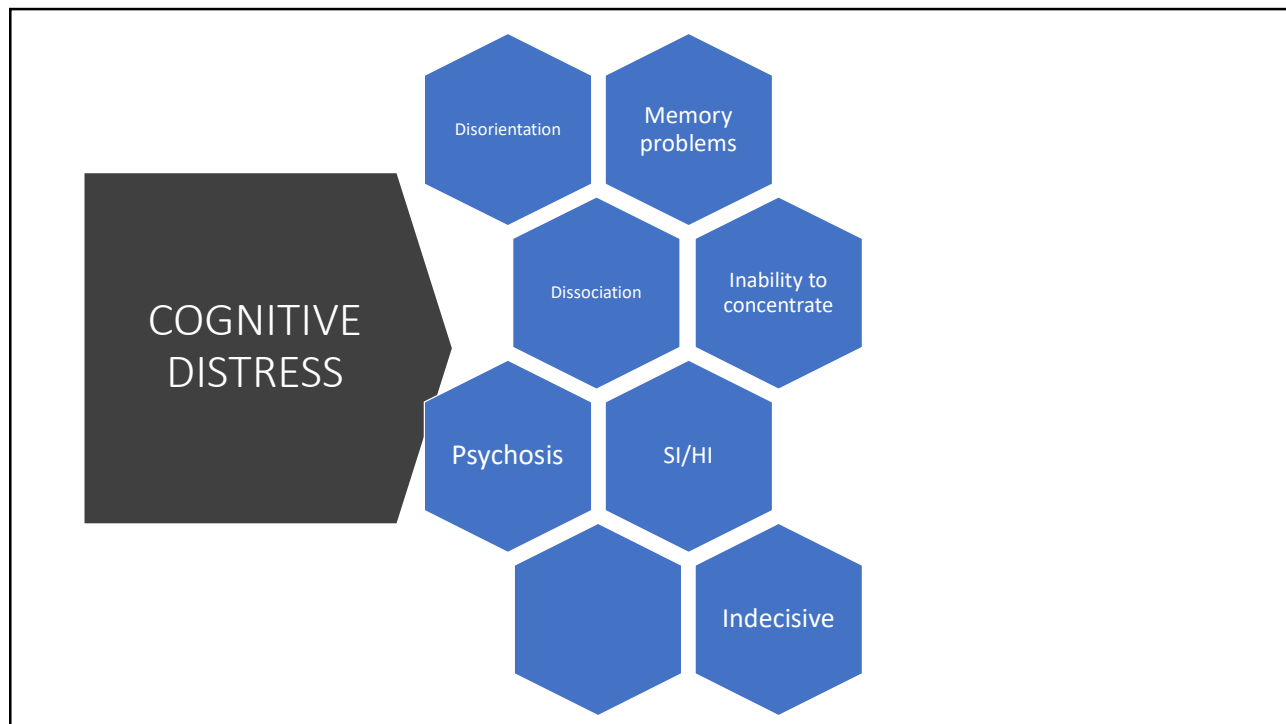 COGNITIVE
DISTRESS
Disorientation
Memory
problems
Dissociation
Inability to
concentrate
Psychosis
SI/HI
Indecisive